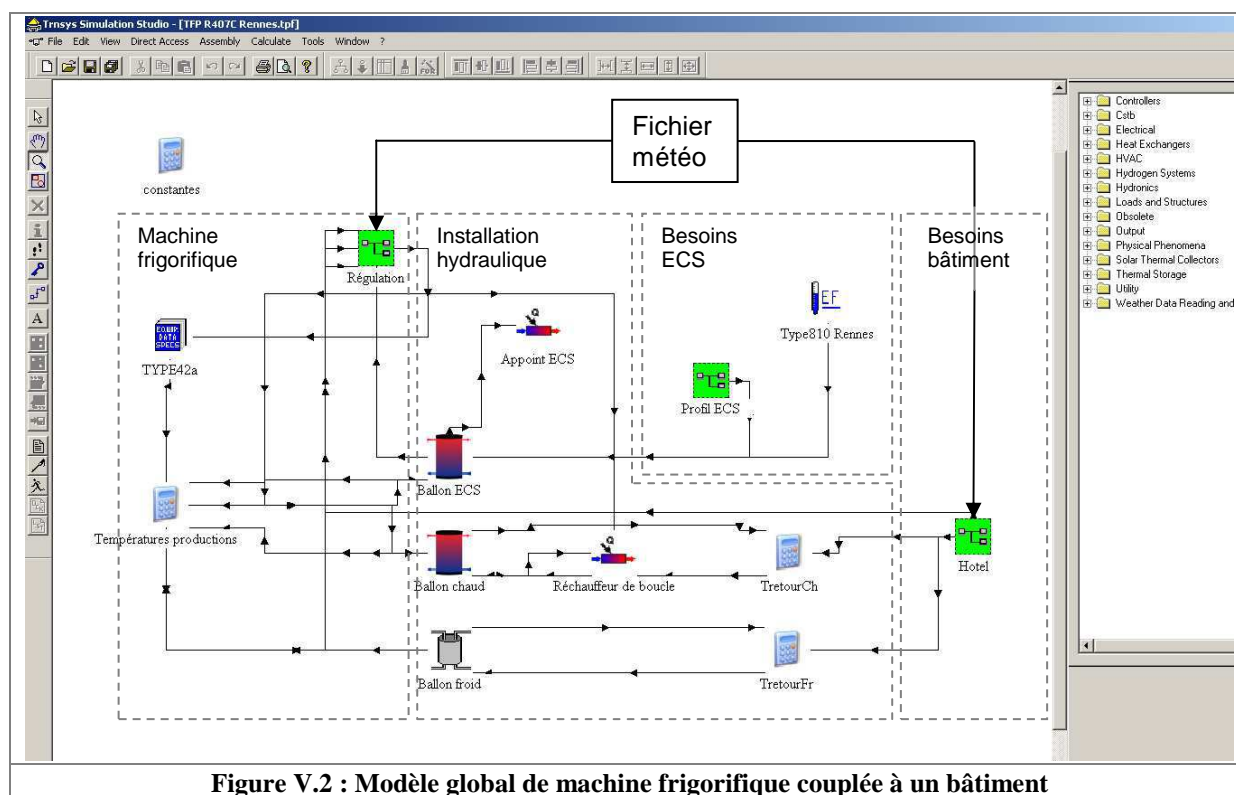 Trnsys Simulation Studio - [TFP R407C Rennes.tpf]
File Edit View Direct Access Assembly Calculate Tools Window ?
Fichier
météo
constantes
Machine
frigorifique
Installation
hydraulique
Besoins
ECS
Besoins
bâtiment
Régulation
EF
Type810 Rennes
EQUIP.
DATA
SPECS
TYPE42a
Appoint ECS
Profil ECS
Ballon ECS
Températures productions
Ballon chaud
Réchauffeur de boucle
TretourCh
Hotel
Ballon froid
TretourFr
Controllers
Cstb
Electrical
Heat Exchangers
HVAC
Hydrogen Systems
Hydronics
Loads and Structures
Obsolete
Output
Physical Phenomena
Solar Thermal Collectors
Thermal Storage
Utility
Weather Data Reading and
Figure V.2 : Modèle global de machine frigorifique couplée à un bâtiment